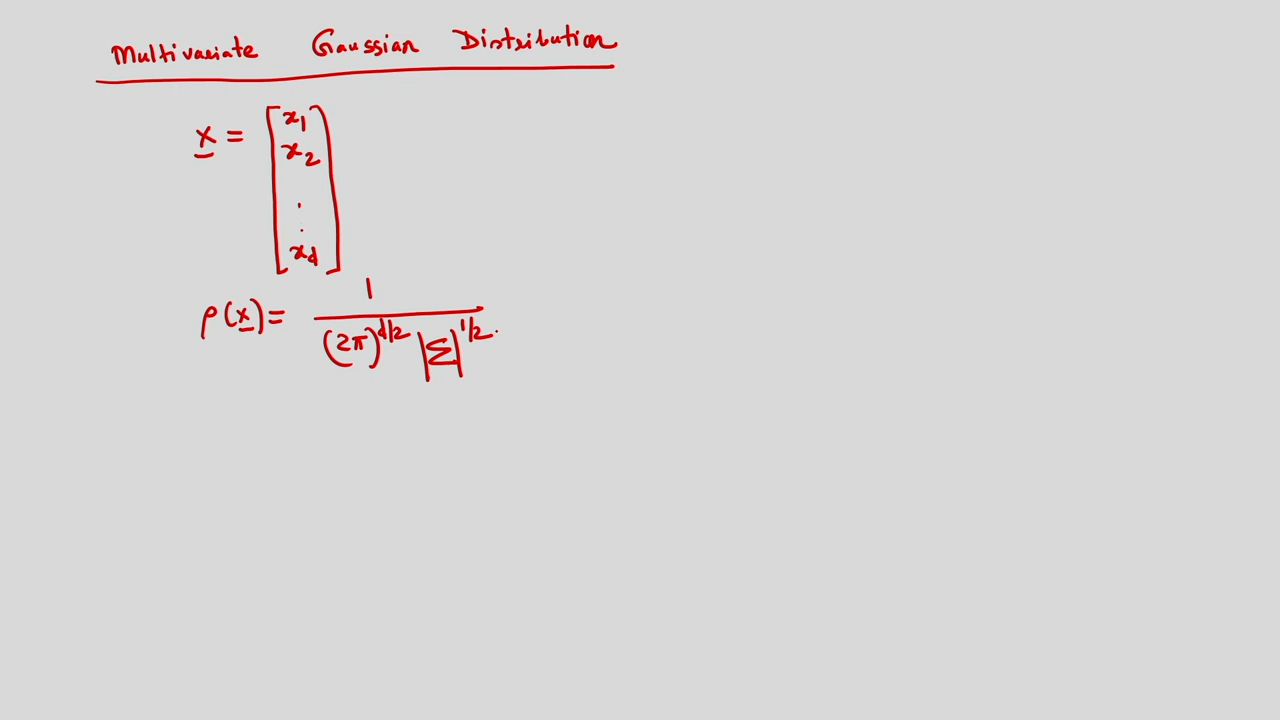 Multivariate Gaussian Distribution
x = [x1
x2
.
:
xd]
p(x) = 1 / (2π)^d/2 |Σ|^1/2